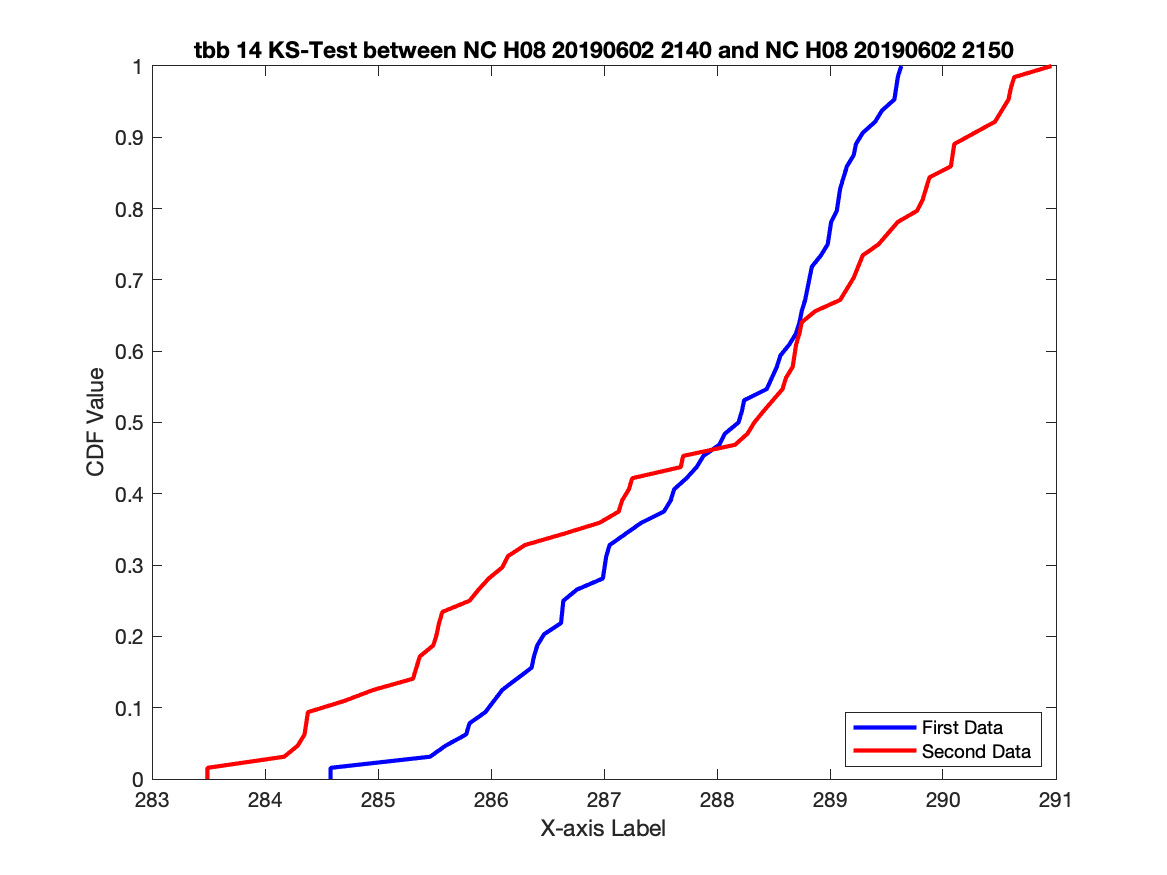 tbb 14 KS-Test between NC H08 20190602 2140 and NC H08 20190602 2150
1
0.9
0.8
0.7
0.6
0.5
0.4
0.3
0.2
0.1
0
CDF Value
First Data
Second Data
283 284 285 286 287 288 289 290 291
X-axis Label